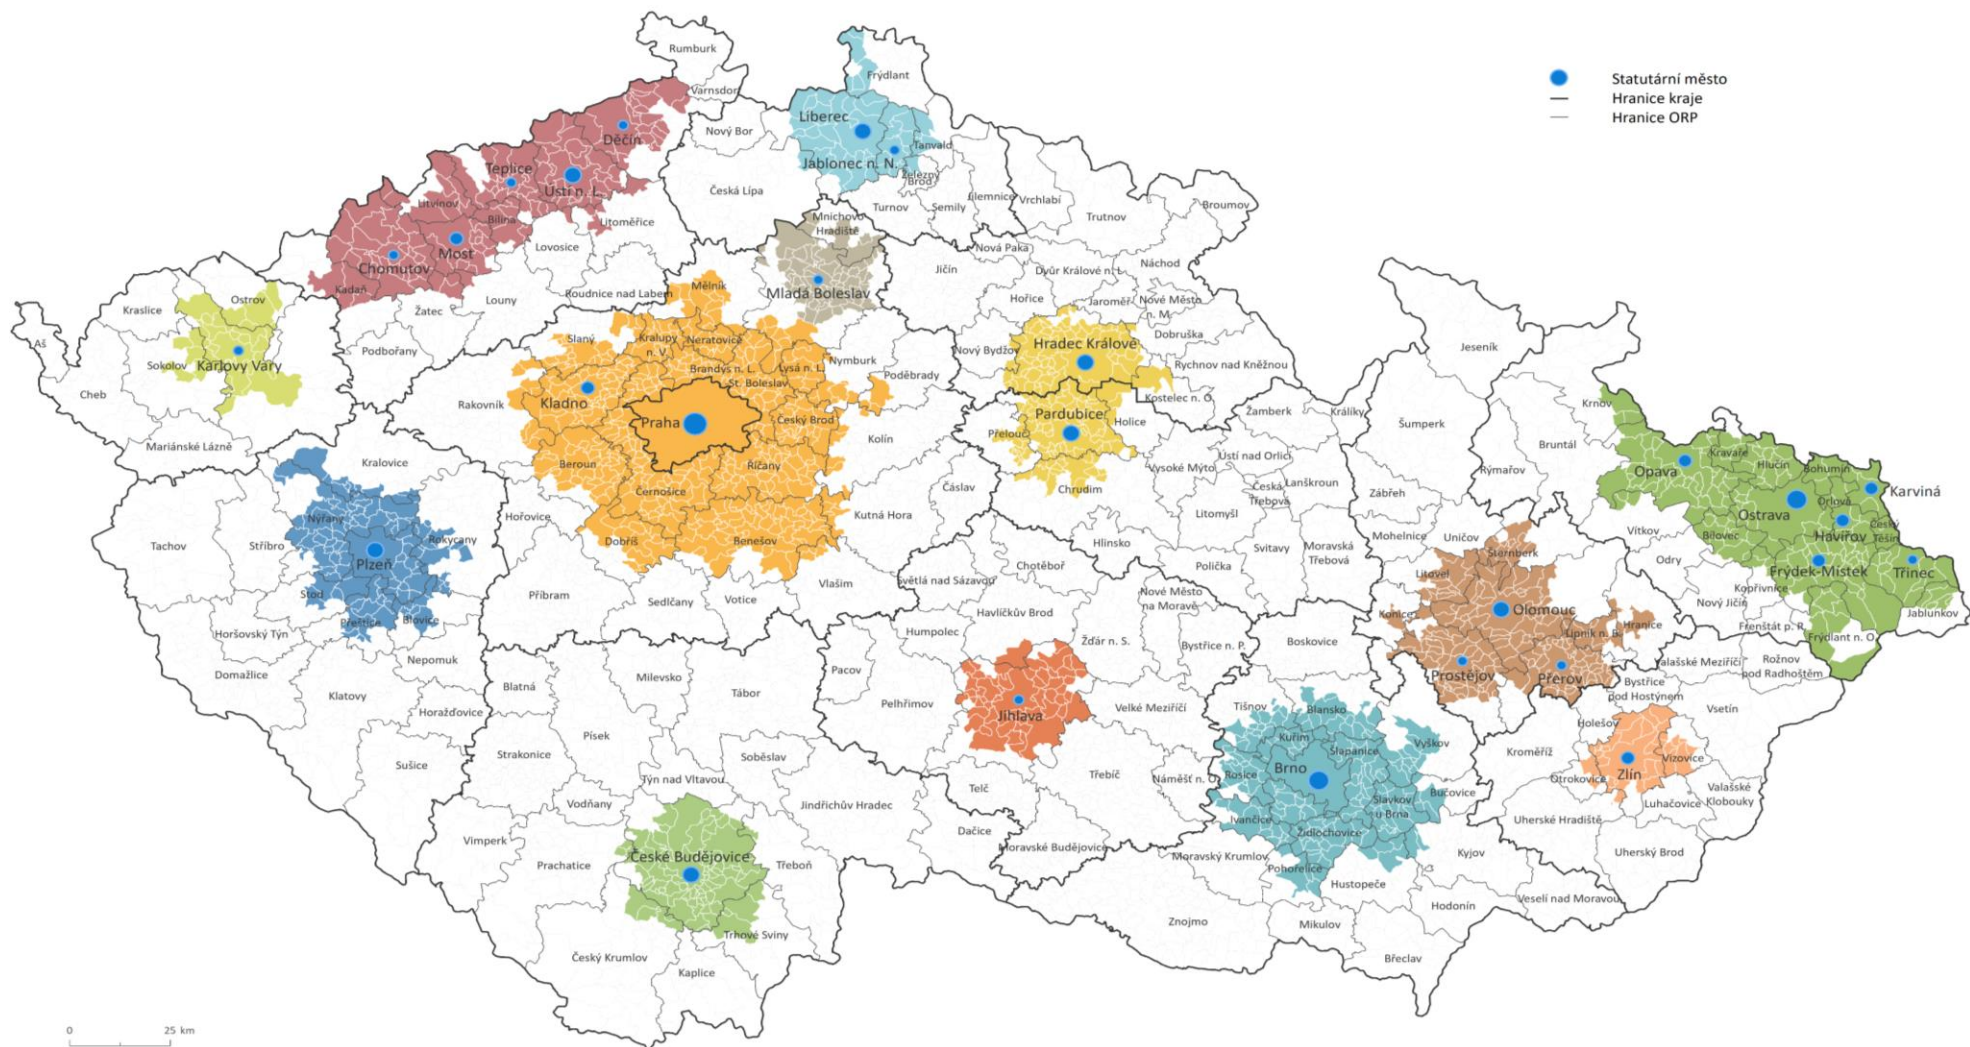 Rumburk
Frýdlant
Varnsdorf
Statutární město
Hranice kraje
Hranice ORP
Děčín
Nový Bor
Liberec
Tanvald
Jablonec n. N.
Železný
Brod
Teplice
Ústí n. L.
Česká Lípa
Litvínov
Bílina
Litoměřice
Turnov
Semily
Jilemnice
Vrchlabí
Trutnov
Broumov
Mnichovo
Hradiště
Lovosice
Most
Chomutov
Kadaň
Nová Paka
Jičín
Dvůr Králové n. L.
Náchod
Mladá Boleslav
Mělník
Roudnice nad Labem
Louny
Žatec
Ostrov
Kraslice
Hořice
Jaroměř
Nové Město
n. M.
Dobruška
Aš
Sokolov
Karlovy Vary
Podbořany
Slaný
Kralupy
n. V.
Neratovice
Nymburk
Nový Bydžov
Hradec Králové
Rychnov nad Kněžnou
Jeseník
Cheb
Rakovník
Kladno
Brandýs n. L.
St. Boleslav
Lysá n. L.
Poděbrady
Kostelec n. O.
Praha
Český Brod
Kolín
Pardubice
Přelouč
Holice
Žamberk
Králíky
Šumperk
Krnov
Bruntál
Rýmařov
Mariánské Lázně
Kralovice
Beroun
Říčany
Černošice
Čáslav
Chrudim
Vysoké Mýto
Ústí nad Orlicí
Česká
Třebová
Lanškroun
Zábřeh
Opava
Kravaře
Hlučín
Bohumín
Karviná
Orlová
Ostrava
Havířov
Český
Těšín
Bílovec
Vítkov
Nýřany
Rokycany
Hořovice
Kutná Hora
Litomyšl
Mohelnice
Uničov
Šternberk
Tachov
Stříbro
Plzeň
Dobříš
Benešov
Hlinsko
Svitavy
Moravská
Třebová
Litovel
Odry
Frýdek-Místek
Třinec
Chotěboř
Polička
Světlá nad Sázavou
Vlašim
Stod
Příbram
Sedlčany
Votice
Nové Město
na Moravě
Havlíčkův Brod
Konice
Olomouc
Kopřivnice
Nový Jičín
Jablunkov
Frenštát p. R.
Frýdlant n. O.
Hranice
Lipník n. B.
Přeštice
Blovice
Horšovský Týn
Humpolec
Žďár n. S.
Bystřice n. P.
Boskovice
Prostějov
Přerov
Valašské Meziříčí
Rožnov
pod Radhoštěm
Bystřice
pod Hostýnem
Nepomuk
Domažlice
Klatovy
Blatná
Milevsko
Tábor
Pacov
Pelhřimov
Jihlava
Velké Meziříčí
Tišnov
Blansko
Vyškov
Holešov
Vsetín
Horažďovice
Písek
Strakonice
Soběslav
Sušice
Kuřim
Šlapanice
Brno
Rosice
Kroměříž
Zlín
Vizovice
Otrokovice
Týn nad Vltavou
Vodňany
Jindřichův Hradec
Telč
Třebíč
Náměšť n. O.
Slavkov
u Brna
Bučovice
Luhačovice
Valašské
Klobouky
Ivančice
Židlochovice
Uherské Hradiště
Vimperk
Dačice
Moravské Budějovice
Prachatice
České Budějovice
Třeboň
Moravský Krumlov
Pohořelice
Hustopeče
Kyjov
Uherský Brod
Veselí nad Moravou
Hodonín
Trhové Sviny
Český Krumlov
Kaplice
Znojmo
Mikulov
Břeclav
0 25 km